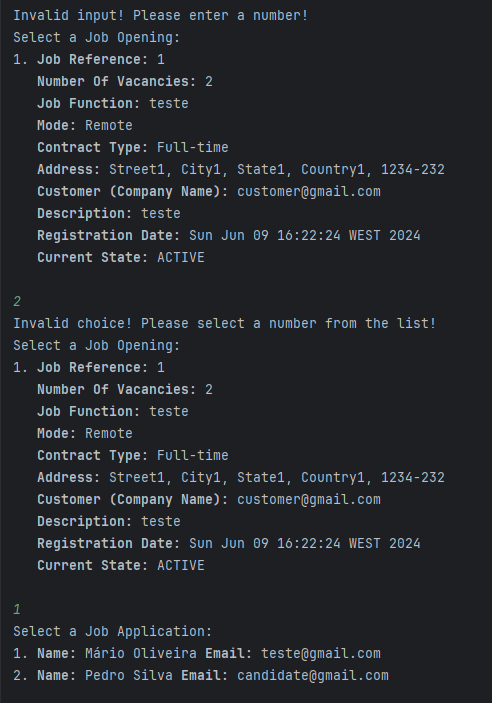 Invalid input! Please enter a number!
Select a Job Opening:
1. Job Reference: 1
Number Of Vacancies: 2
Job Function: teste
Mode: Remote
Contract Type: Full-time
Address: Street1, City1, State1, Country1, 1234-232
Customer (Company Name): customer@gmail.com
Description: teste
Registration Date: Sun Jun 09 16:22:24 WEST 2024
Current State: ACTIVE
2
Invalid choice! Please select a number from the list!
Select a Job Opening:
1. Job Reference: 1
Number Of Vacancies: 2
Job Function: teste
Mode: Remote
Contract Type: Full-time
Address: Street1, City1, State1, Country1, 1234-232
Customer (Company Name): customer@gmail.com
Description: teste
Registration Date: Sun Jun 09 16:22:24 WEST 2024
Current State: ACTIVE
1
Select a Job Application:
1. Name: Mário Oliveira Email: teste@gmail.com
2. Name: Pedro Silva Email: candidate@gmail.com